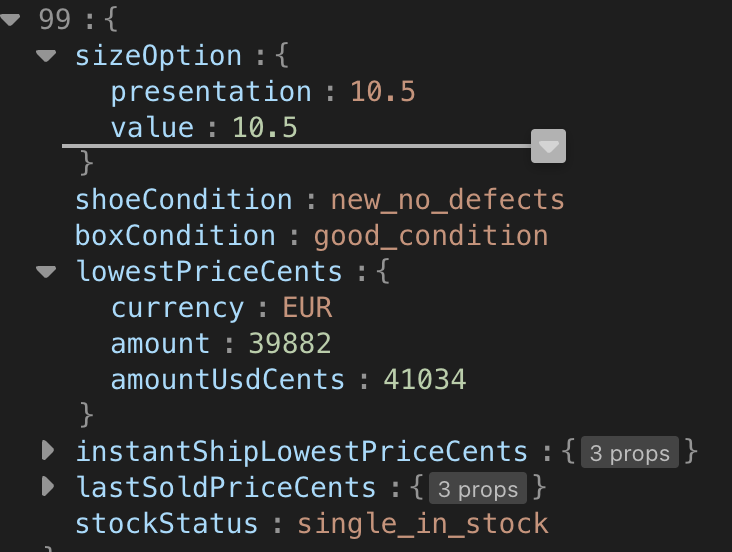 99 :{
sizeOption :{
presentation : 10.5
value : 10.5
}
shoeCondition : new_no_defects
boxCondition : good_condition
lowestPriceCents :{
currency : EUR
amount : 39882
amountUsdCents : 41034
}
instantShipLowestPriceCents :{ 3 props }
lastSoldPriceCents :{ 3 props }
stockStatus : single_in_stock
}